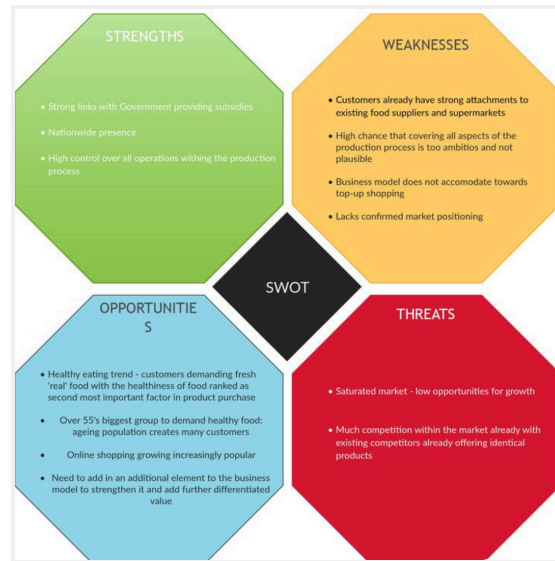 STRENGTHS
• Strong links with Government providing subsidies
• Nationwide presence
• High control over all operations withing the production
process
WEAKNESSES
• Customers already have strong attachments to
existing food suppliers and supermarkets
• High chance that covering all aspects of the
production process is too ambitios and not
plausible
• Business model does not accomodate towards
top-up shopping
• Lacks confirmed market positioning
SWOT
OPPORTUNITIE
S
• Healthy eating trend - customers demanding fresh
'real' food with the healthiness of food ranked as
second most important factor in product purchase
• Over 55's biggest group to demand healthy food:
ageing population creates many customers
• Online shopping growing increasingly popular
• Need to add in an additional element to the business
model to strengthen it and add further differentiated
value
THREATS
• Saturated market - low opportunities for growth
• Much competition within the market already with
existing competitors already offering identical
products